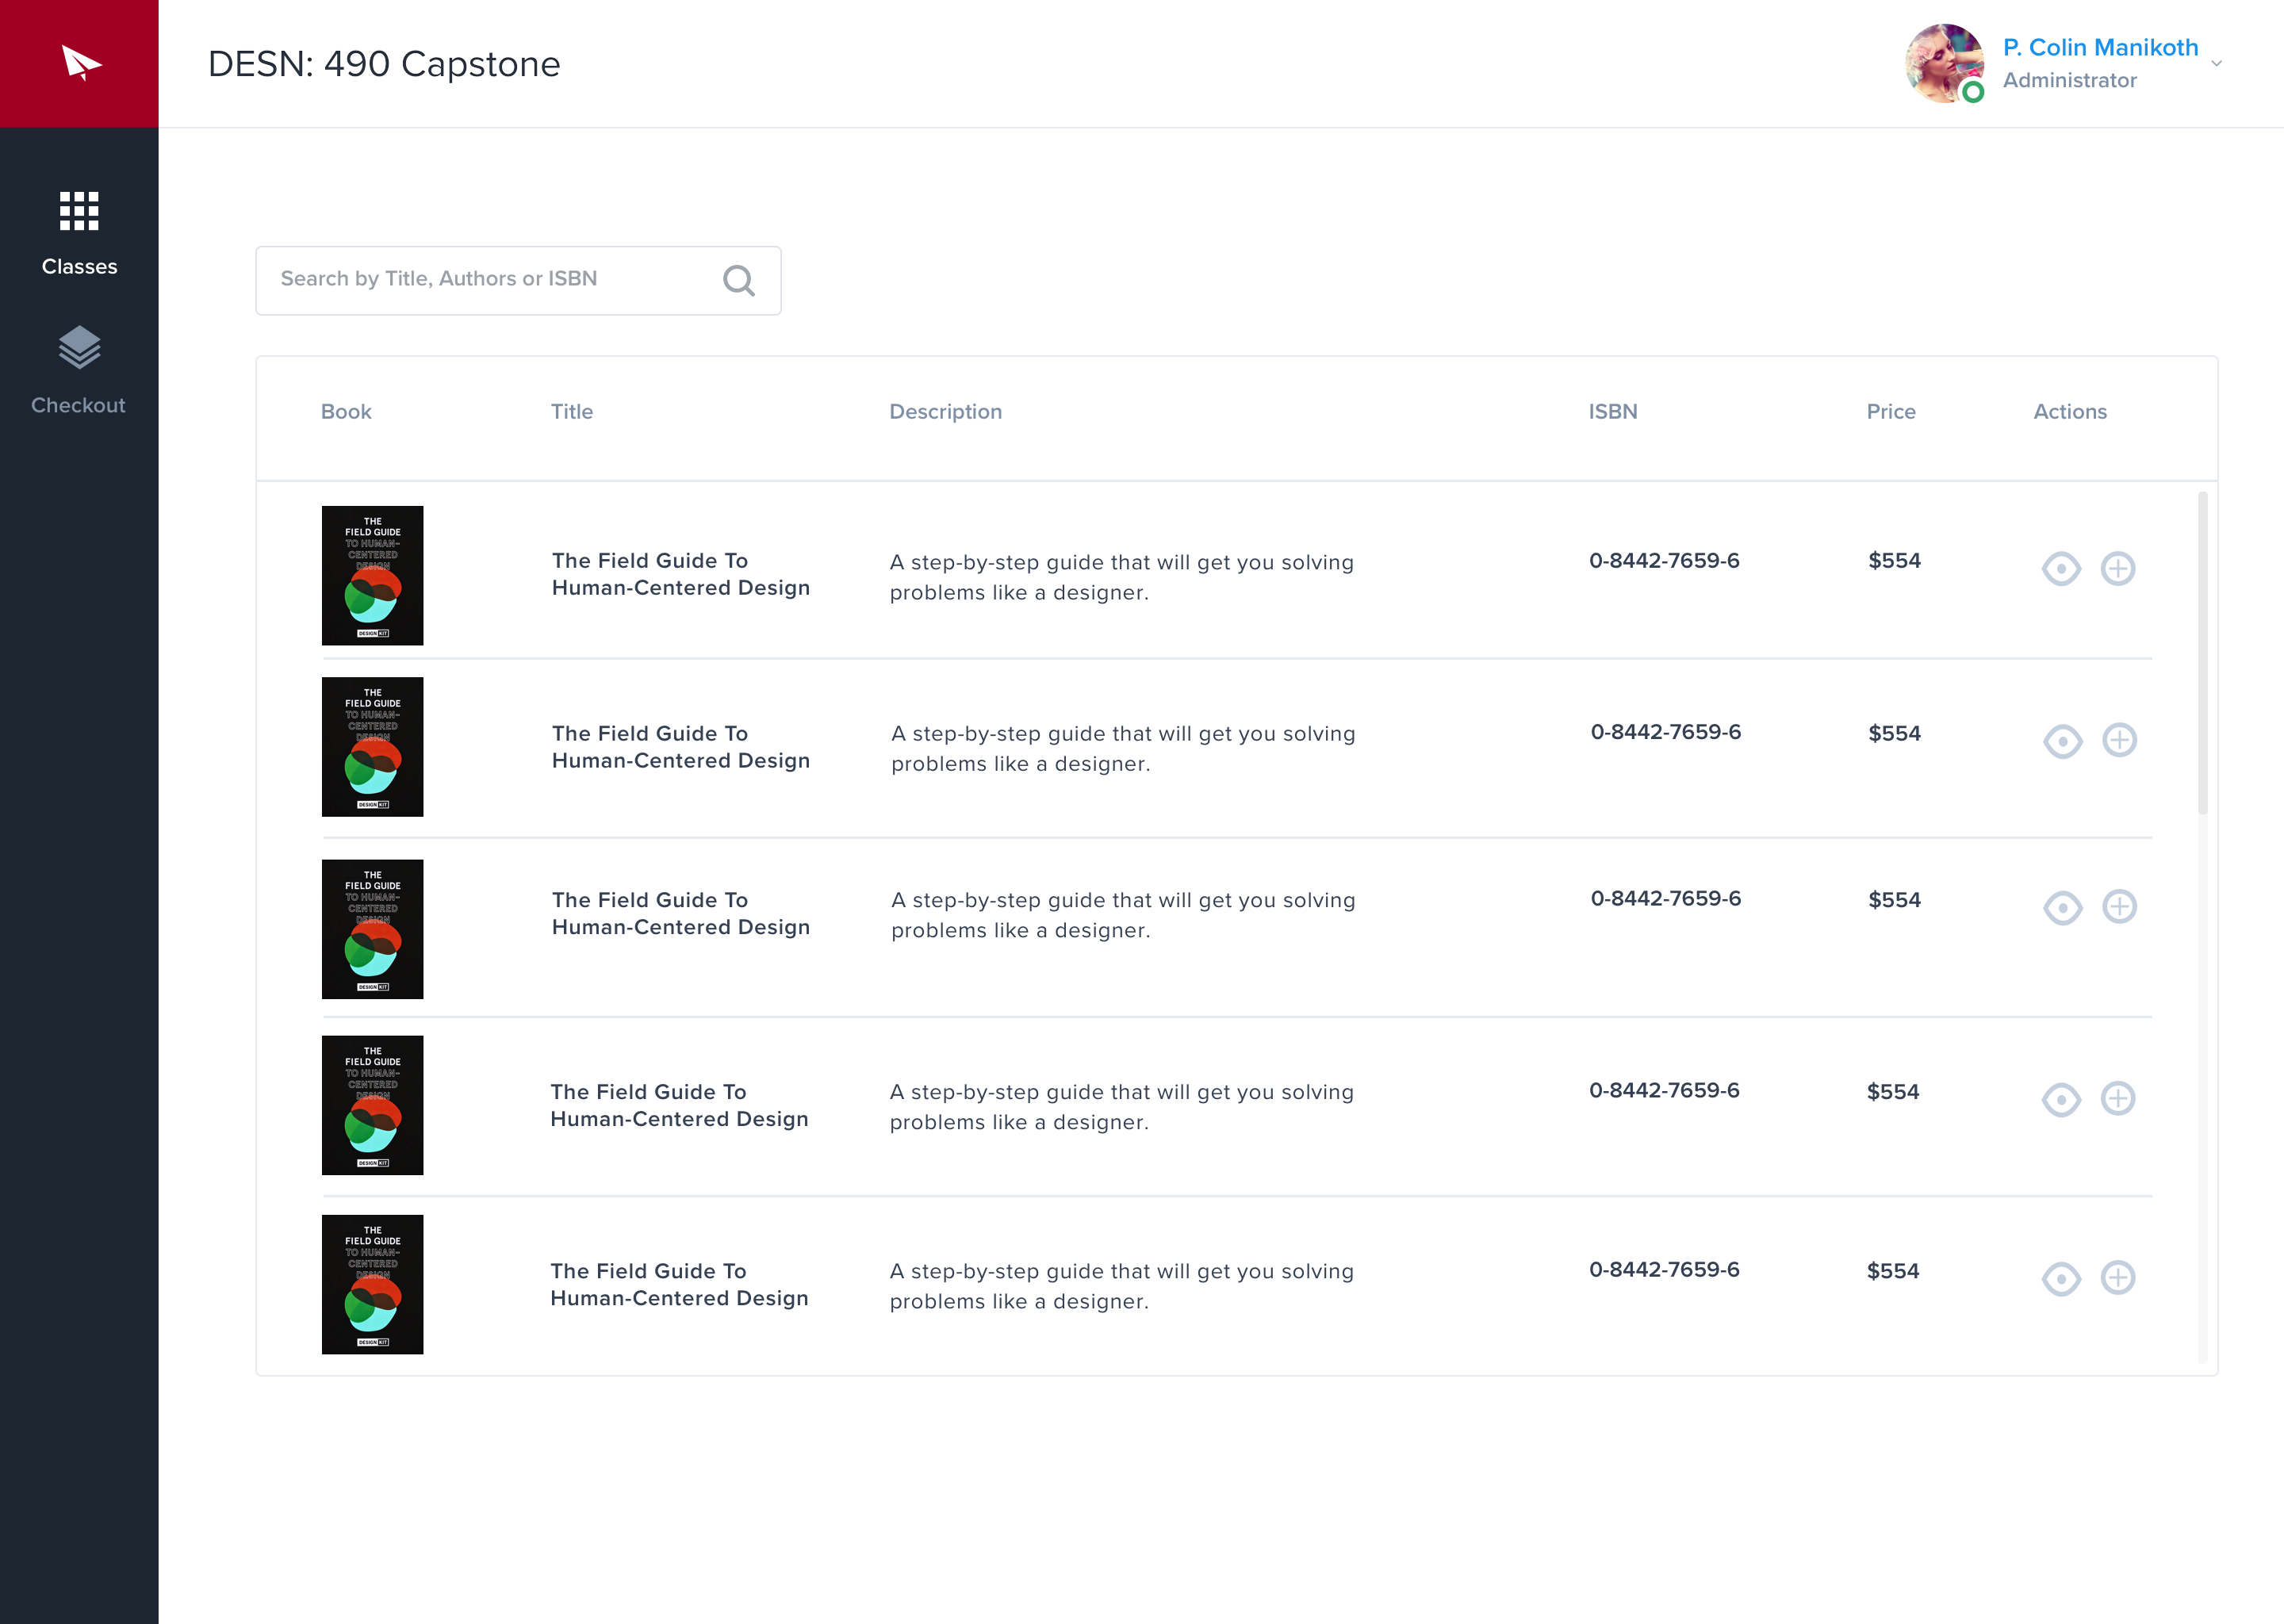 DESN: 490 Capstone
P. Colin Manikoth
Administrator
Classes
Checkout
Search by Title, Authors or ISBN
Book Title Description ISBN Price Actions
THE
FIELD GUIDE
TO HUMAN-
CENTERED
DESIGN
DESIGN KIT
The Field Guide To
Human-Centered Design
A step-by-step guide that will get you solving
problems like a designer.
0-8442-7659-6
$554
THE
FIELD GUIDE
TO HUMAN-
CENTERED
DESIGN
DESIGN KIT
The Field Guide To
Human-Centered Design
A step-by-step guide that will get you solving
problems like a designer.
0-8442-7659-6
$554
THE
FIELD GUIDE
TO HUMAN-
CENTERED
DESIGN
DESIGN KIT
The Field Guide To
Human-Centered Design
A step-by-step guide that will get you solving
problems like a designer.
0-8442-7659-6
$554
THE
FIELD GUIDE
TO HUMAN-
CENTERED
DESIGN
DESIGN KIT
The Field Guide To
Human-Centered Design
A step-by-step guide that will get you solving
problems like a designer.
0-8442-7659-6
$554
THE
FIELD GUIDE
TO HUMAN-
CENTERED
DESIGN
DESIGN KIT
The Field Guide To
Human-Centered Design
A step-by-step guide that will get you solving
problems like a designer.
0-8442-7659-6
$554